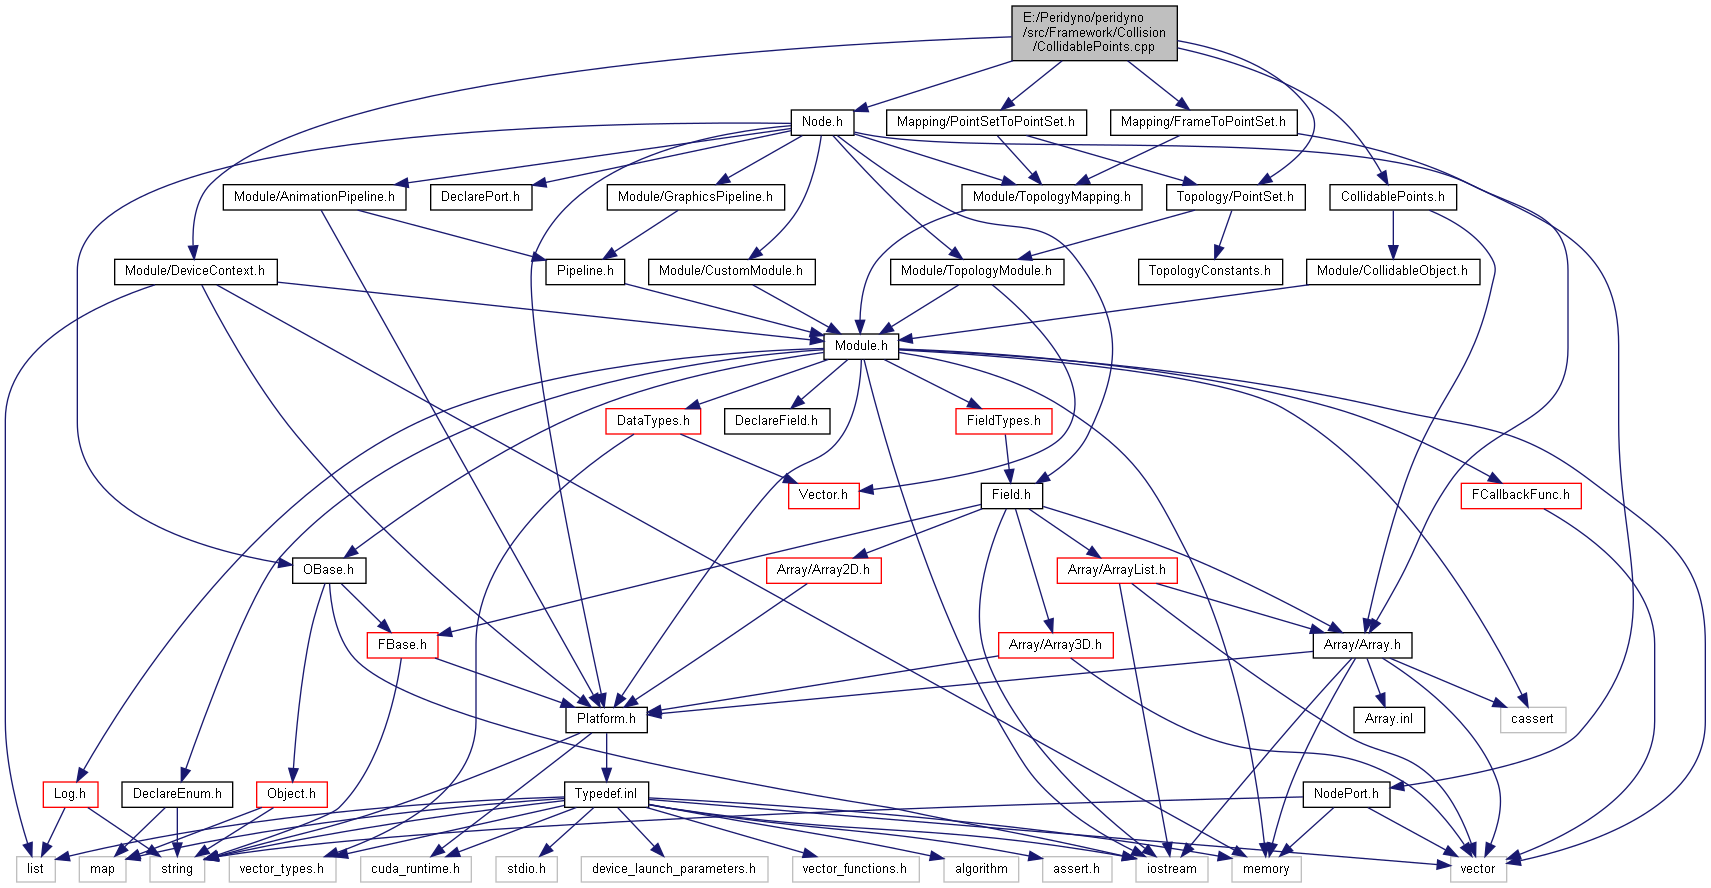 E:/Peridyno/peridyno
/src/Framework/Collision
/CollidablePoints.cpp
Node.h
Mapping/PointSetToPointSet.h
Mapping/FrameToPointSet.h
Module/AnimationPipeline.h
DeclarePort.h
Module/GraphicsPipeline.h
Module/TopologyMapping.h
Topology/PointSet.h
CollidablePoints.h
Module/DeviceContext.h
Pipeline.h
Module/CustomModule.h
Module/TopologyModule.h
TopologyConstants.h
Module/CollidableObject.h
Module.h
DataTypes.h
DeclareField.h
FieldTypes.h
Vector.h
Field.h
FCallbackFunc.h
OBase.h
Array/Array2D.h
Array/ArrayList.h
FBase.h
Array/Array3D.h
Array/Array.h
Platform.h
Array.inl
cassert
Log.h
DeclareEnum.h
Object.h
Typedef.inl
NodePort.h
list
map
string
vector_types.h
cuda_runtime.h
stdio.h
device_launch_parameters.h
vector_functions.h
algorithm
assert.h
iostream
memory
vector